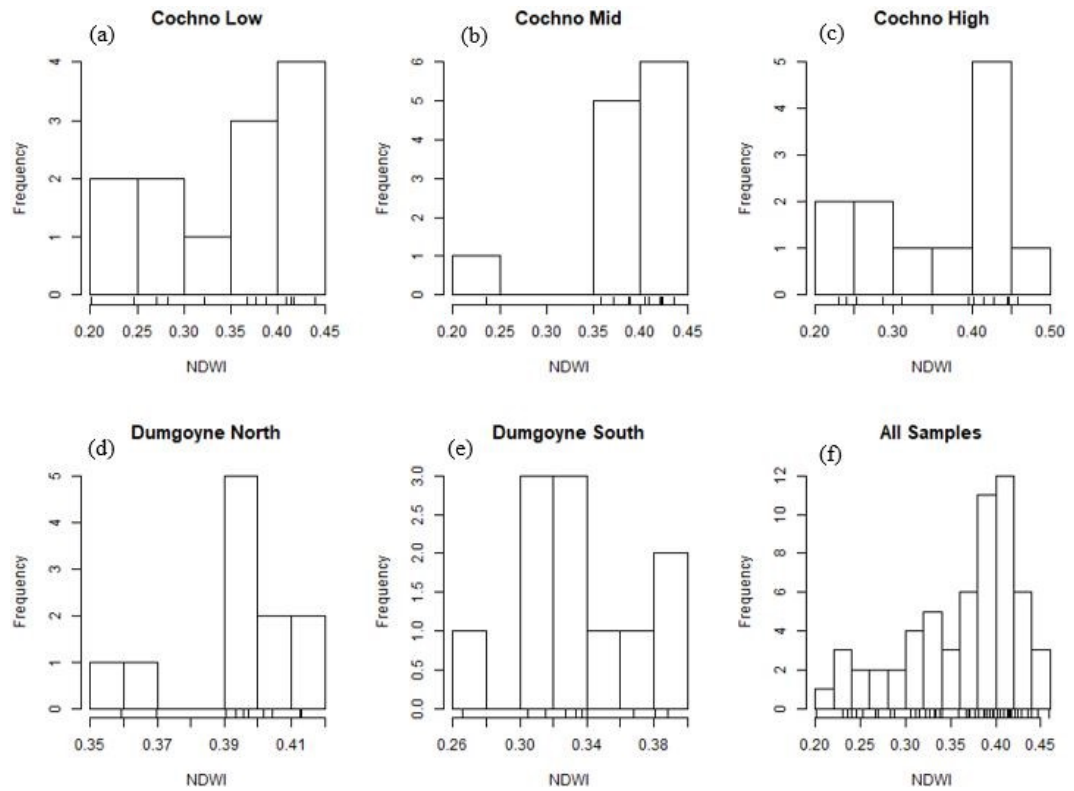 (a) Cochno Low
Frequency
0 1 2 3 4
0.20 0.25 0.30 0.35 0.40 0.45
NDWI
(b) Cochno Mid
Frequency
0 1 2 3 4 5 6
0.20 0.25 0.30 0.35 0.40 0.45
NDWI
(c) Cochno High
Frequency
0 1 2 3 4 5
0.20 0.30 0.40 0.50
NDWI
(d) Dumgoyne North
Frequency
0 1 2 3 4 5
0.35 0.37 0.39 0.41
NDWI
(e) Dumgoyne South
Frequency
0.0 0.5 1.0 1.5 2.0 2.5 3.0
0.26 0.30 0.34 0.38
NDWI
(f) All Samples
Frequency
0 2 4 6 8 10 12
0.20 0.25 0.30 0.35 0.40 0.45
NDWI